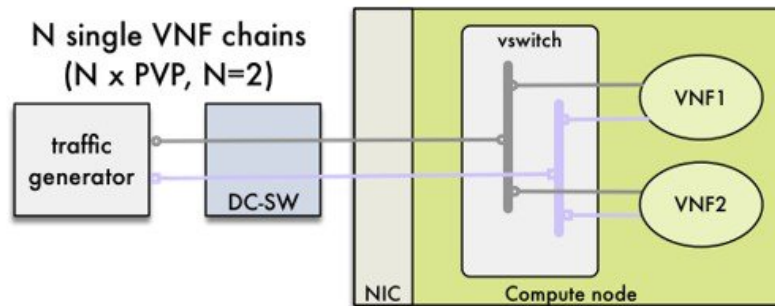 N single VNF chains
(N x PVP, N=2)
vswitch
VNF1
traffic
generator
DC-SW
VNF2
NIC
Compute node